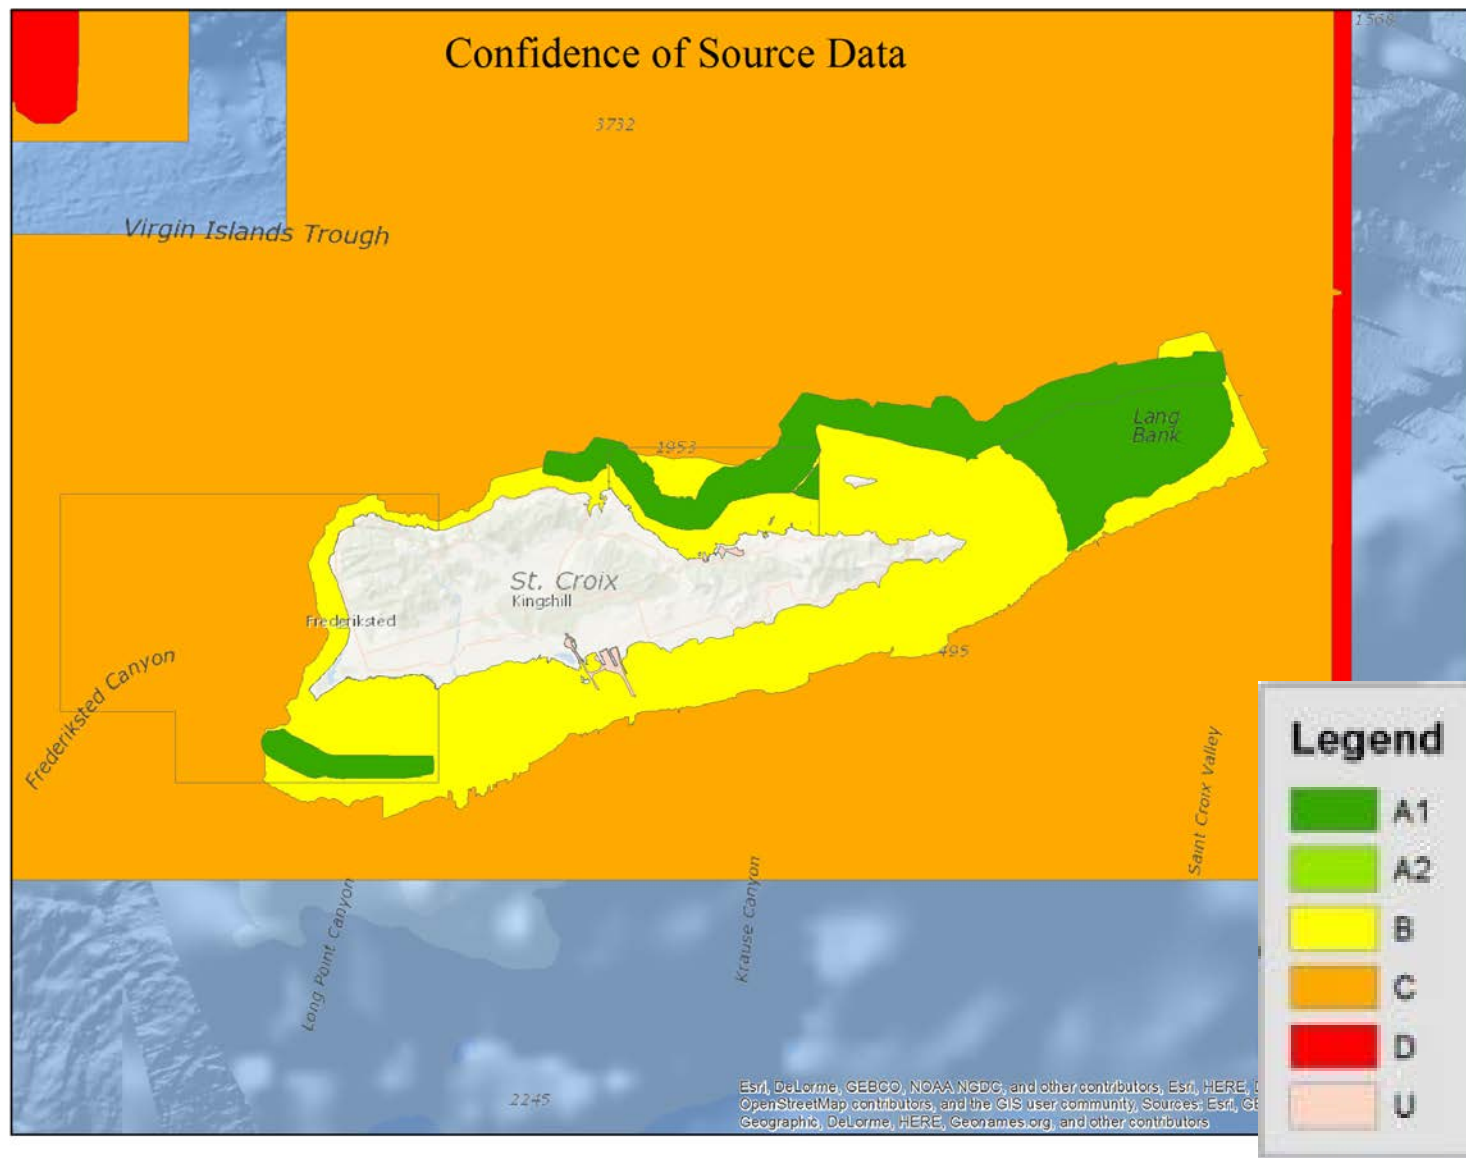 1568
Confidence of Source Data
3732
Virgin Islands Trough
Lang
Bank
1953
St. Croix
Kingshill
Frederiksted
Frederiksted Canyon
495
Saint Croix Valley
Legend
A1
A2
B
C
D
U
Long Point Canyon
Krause Canyon
2245
Esri, DeLorme, GEBCO, NOAA NGDC, and other contributors, Esri, HERE,
OpenStreetMap contributors, and the GIS user community, Sources: Esri,
Geographic, DeLorme, HERE, Geonames.org, and other contributors